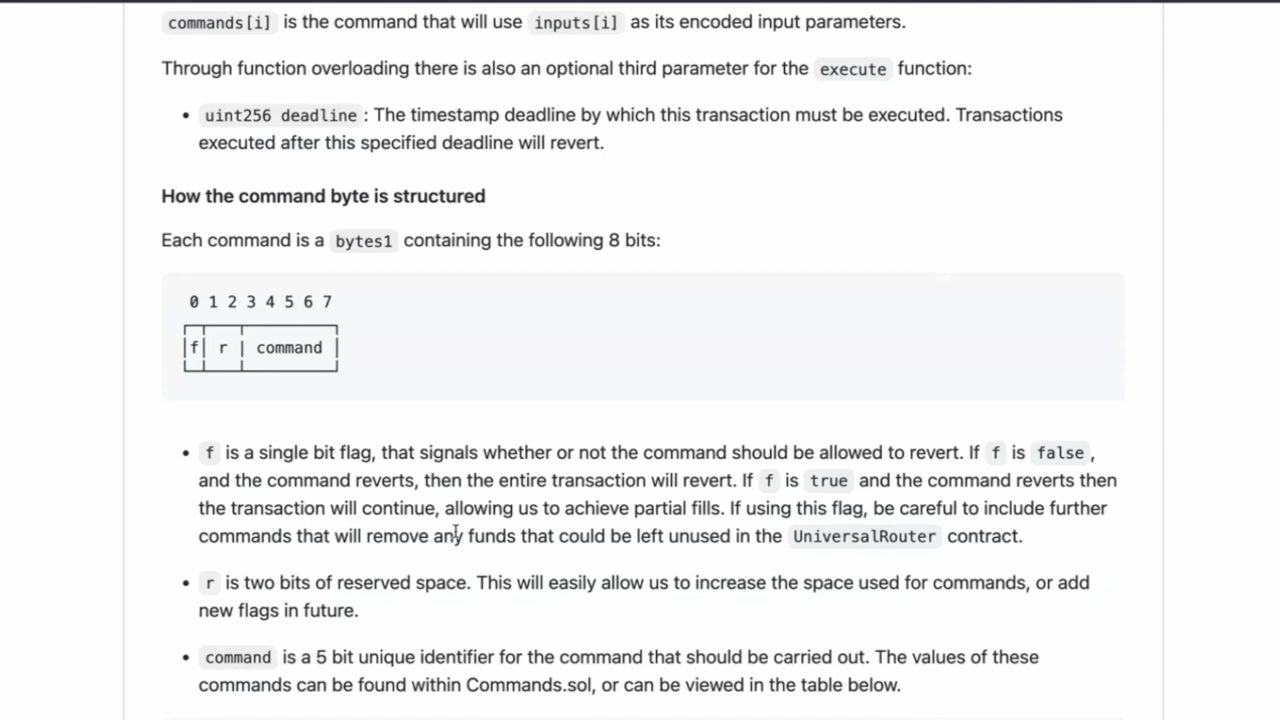 commands[i] is the command that will use inputs[i] as its encoded input parameters.
Through function overloading there is also an optional third parameter for the execute function:
• uint256 deadline : The timestamp deadline by which this transaction must be executed. Transactions
executed after this specified deadline will revert.
How the command byte is structured
Each command is a bytes1 containing the following 8 bits:
0 1 2 3 4 5 6 7
│f│ r │ command │
• f is a single bit flag, that signals whether or not the command should be allowed to revert. If f is false ,
and the command reverts, then the entire transaction will revert. If f is true and the command reverts then
the transaction will continue, allowing us to achieve partial fills. If using this flag, be careful to include further
commands that will remove any funds that could be left unused in the UniversalRouter contract.
• r is two bits of reserved space. This will easily allow us to increase the space used for commands, or add
new flags in future.
• command is a 5 bit unique identifier for the command that should be carried out. The values of these
commands can be found within Commands.sol, or can be viewed in the table below.